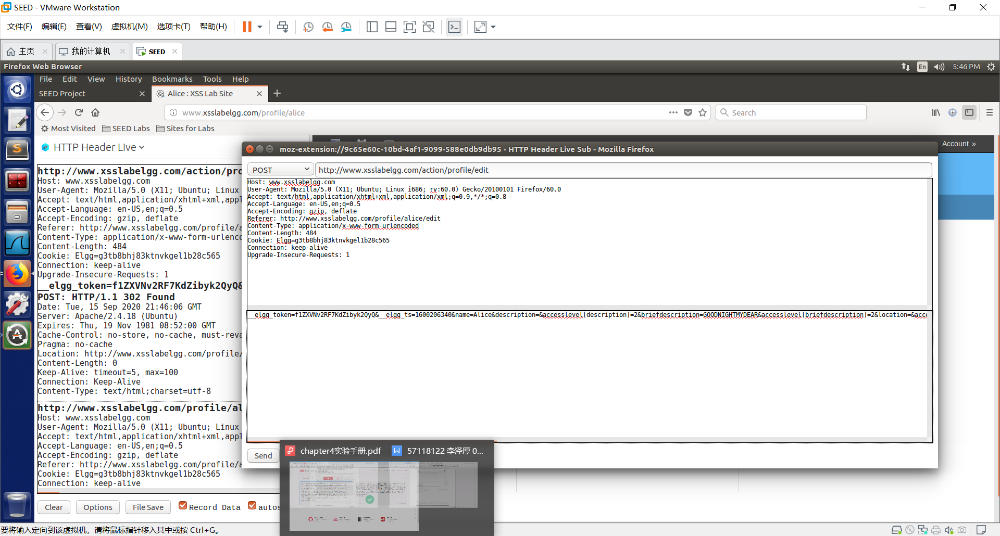 SEED - VMware Workstation
文件(F) 编辑(E) 查看(V) 虚拟机(M) 选项卡(T) 帮助(H)
主页 我的计算机 SEED
Firefox Web Browser En 5:46 PM
File Edit View History Bookmarks Tools Help
SEED Project Alice : XSS Lab Site
www.xsslabelgg.com/profile/alice Search
Most Visited SEED Labs Sites for Labs
HTTP Header Live
Account »
http://www.xsslabelgg.com/action/pro
Host: www.xsslabelgg.com
User-Agent: Mozilla/5.0 (X11; Ubuntu; Linux
Accept: text/html,application/xhtml+xml,appl
Accept-Language: en-US,en;q=0.5
Accept-Encoding: gzip, deflate
Referer: http://www.xsslabelgg.com/profile/a
Content-Type: application/x-www-form-urlenco
Content-Length: 484
Cookie: Elgg=g3tb8bhj83ktnvkgel1b28c565
Connection: keep-alive
Upgrade-Insecure-Requests: 1
__elgg_token=f1ZXVNv2RF7KdZibyk2QyQ&
POST: HTTP/1.1 302 Found
Date: Tue, 15 Sep 2020 21:46:06 GMT
Server: Apache/2.4.18 (Ubuntu)
Expires: Thu, 19 Nov 1981 08:52:00 GMT
Cache-Control: no-store, no-cache, must-reva
Pragma: no-cache
Location: http://www.xsslabelgg.com/profile/
Content-Length: 0
Keep-Alive: timeout=5, max=100
Connection: Keep-Alive
Content-Type: text/html;charset=utf-8
http://www.xsslabelgg.com/profile/al
Host: www.xsslabelgg.com
User-Agent: Mozilla/5.0 (X11; Ubuntu; Linux
Accept: text/html,application/xhtml+xml,appl
Accept-Language: en-US,en;q=0.5
Accept-Encoding: gzip, deflate
Referer: http://www.xsslabelgg.com/profile/a
Cookie: Elgg=g3tb8bhj83ktnvkgel1b28c565
Connection: keep-alive
Clear Options File Save Record Data autos
moz-extension://9c65e60c-10bd-4af1-9099-588e0db9db95 - HTTP Header Live Sub - Mozilla Firefox
POST http://www.xsslabelgg.com/action/profile/edit
Host: www.xsslabelgg.com
User-Agent: Mozilla/5.0 (X11; Ubuntu; Linux i686; rv:60.0) Gecko/20100101 Firefox/60.0
Accept: text/html,application/xhtml+xml,application/xml;q=0.9,*/*;q=0.8
Accept-Language: en-US,en;q=0.5
Accept-Encoding: gzip, deflate
Referer: http://www.xsslabelgg.com/profile/alice/edit
Content-Type: application/x-www-form-urlencoded
Content-Length: 484
Cookie: Elgg=g3tb8bhj83ktnvkgel1b28c565
Connection: keep-alive
Upgrade-Insecure-Requests: 1
__elgg_token=f1ZXVNv2RF7KdZibyk2QyQ&__elgg_ts=1600206340&name=Alice&description=&accesslevel[description]=2&briefdescription=GOODNIGHTMYDEAR&accesslevel[briefdescription]=2&location=&acce
Send
chapter4实验手册.pdf 57118122 李泽厚 0...
要将输入定向到该虚拟机，请将鼠标指针移入其中或按 Ctrl+G。